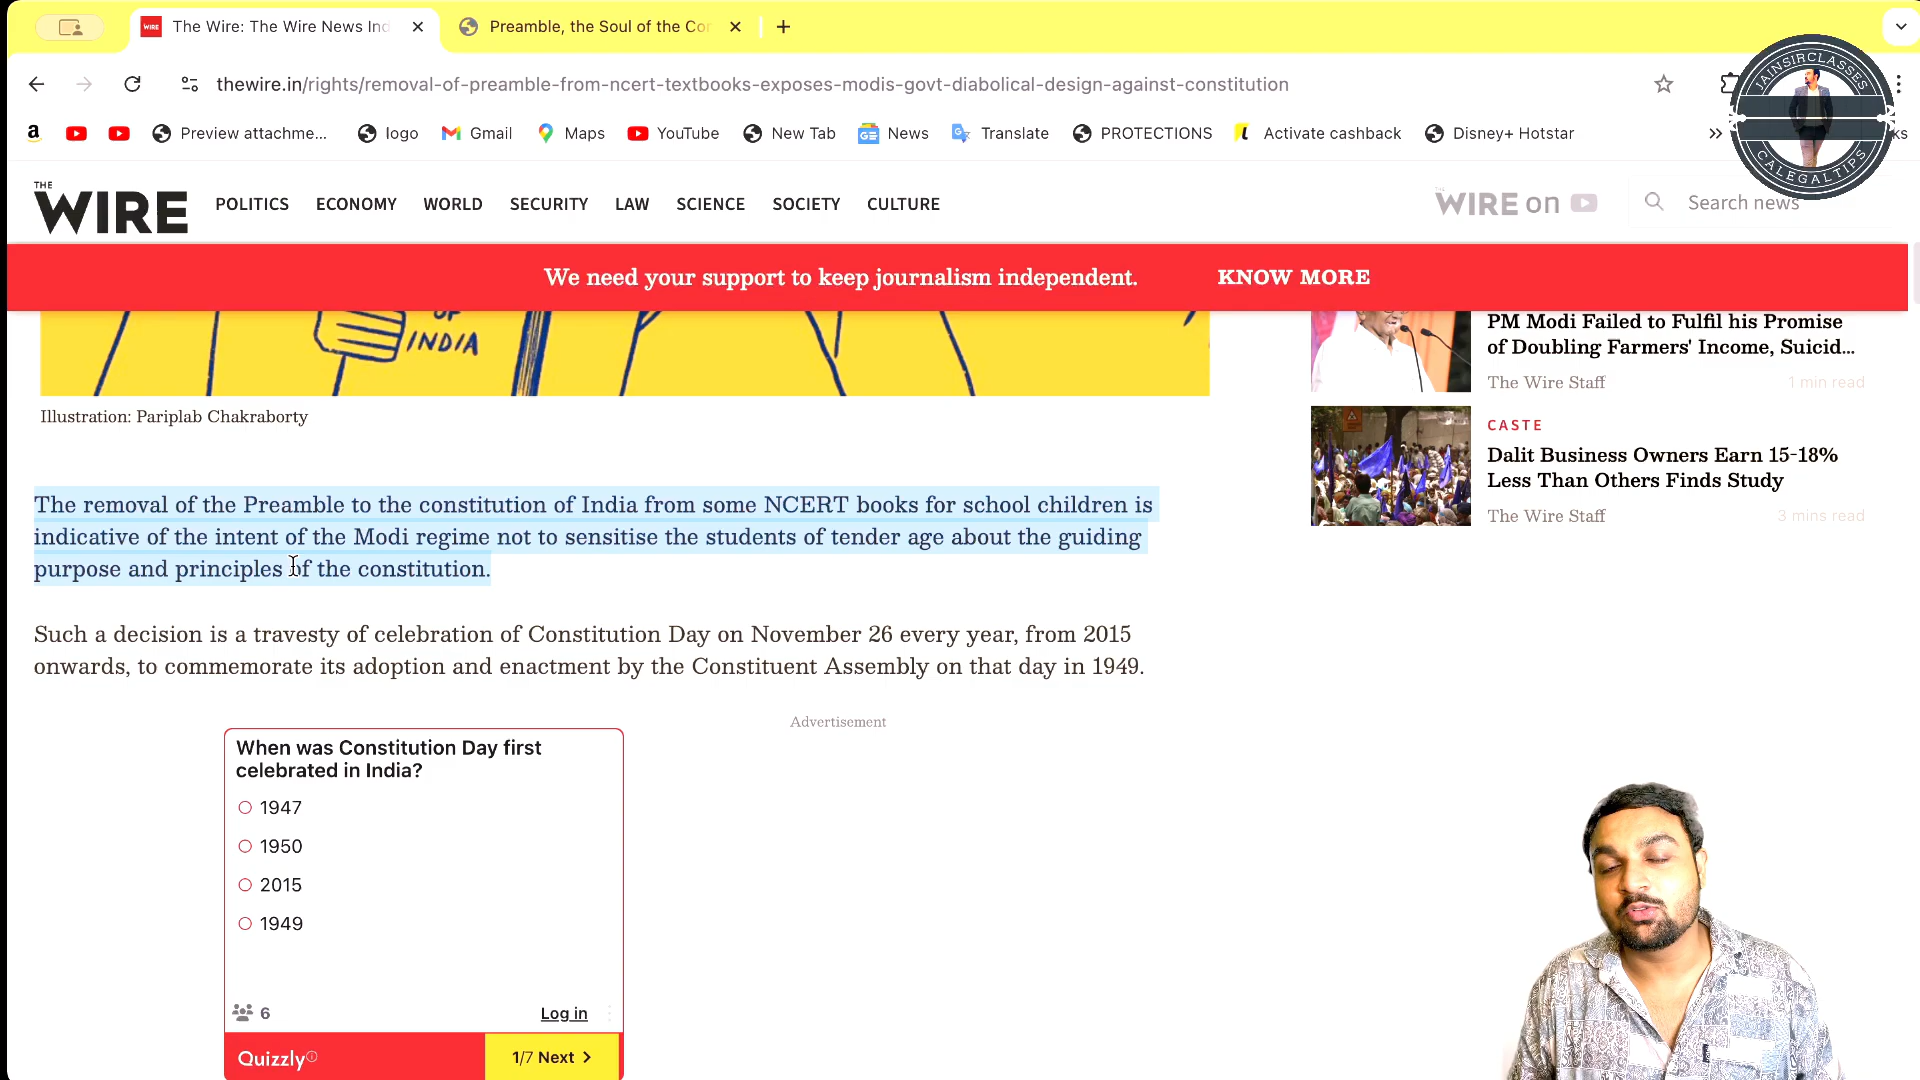 The Wire: The Wire News Ind
Preamble, the Soul of the Con
thewire.in/rights/removal-of-preamble-from-ncert-textbooks-exposes-modis-govt-diabolical-design-against-constitution
a
Preview attachme...
logo
Gmail
Maps
YouTube
New Tab
News
Translate
PROTECTIONS
Activate cashback
Disney+ Hotstar
JAINSIRCLASSES
CALEGALTIPS
THE WIRE
POLITICS
ECONOMY
WORLD
SECURITY
LAW
SCIENCE
SOCIETY
CULTURE
THE WIRE on
Search news
We need your support to keep journalism independent.
KNOW MORE
OF
INDIA
Illustration: Pariplab Chakraborty
PM Modi Failed to Fulfil his Promise
of Doubling Farmers' Income, Suicid...
The Wire Staff
1 min read
CASTE
Dalit Business Owners Earn 15-18%
Less Than Others Finds Study
The Wire Staff
3 mins read
The removal of the Preamble to the constitution of India from some NCERT books for school children is
indicative of the intent of the Modi regime not to sensitise the students of tender age about the guiding
purpose and principles of the constitution.
Such a decision is a travesty of celebration of Constitution Day on November 26 every year, from 2015
onwards, to commemorate its adoption and enactment by the Constituent Assembly on that day in 1949.
Advertisement
When was Constitution Day first
celebrated in India?
1947
1950
2015
1949
6
Log in
Quizzly
1/7 Next